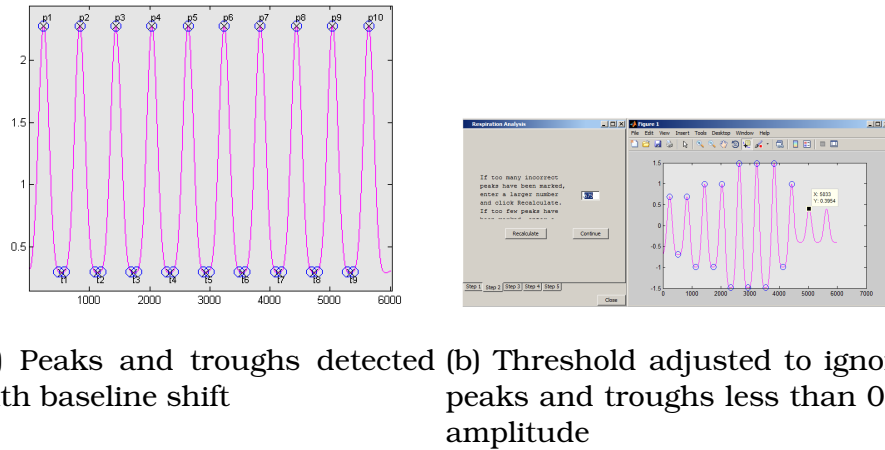 p1 p2 p3 p4 p5 p6 p7 p8 p9 p10
2
1.5
1
0.5
t1 t2 t3 t4 t5 t6 t7 t8 t9
1000 2000 3000 4000 5000 6000
Respiration Analysis
If too many incorrect
peaks have been marked,
enter a larger number
and click Recalculate.
If too few peaks have
Recalculate Continue
Step 1 Step 2 Step 3 Step 4 Step 5
Close
Figure 1
File Edit View Insert Tools Desktop Window Help
1.5
1
0.5
0
-0.5
-1
-1.5
X: 5033
Y: 0.3954
0 1000 2000 3000 4000 5000 6000 7000
) Peaks and troughs detected
th baseline shift
(b) Threshold adjusted to ignor
peaks and troughs less than 0
amplitude